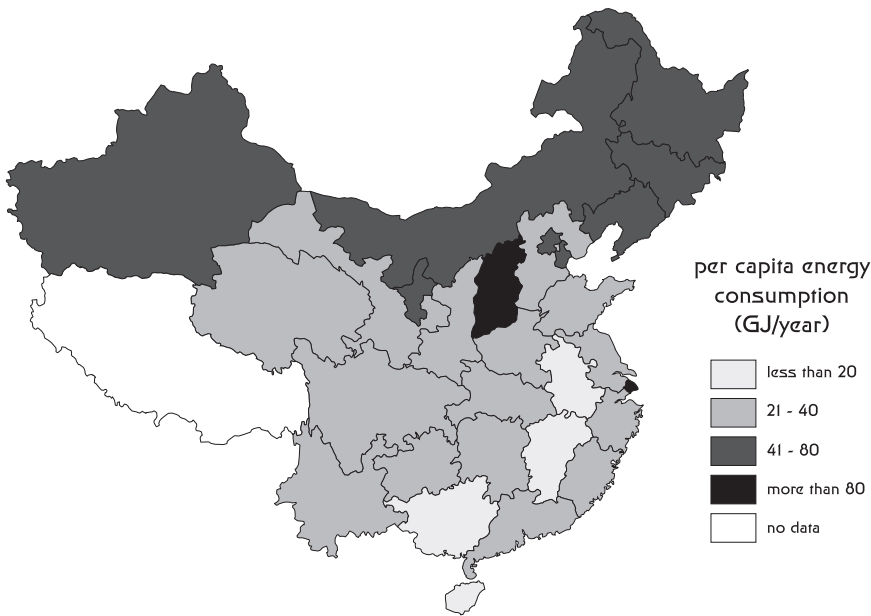 per capita energy
consumption
(GJ/year)
less than 20
21 - 40
41 - 80
more than 80
no data